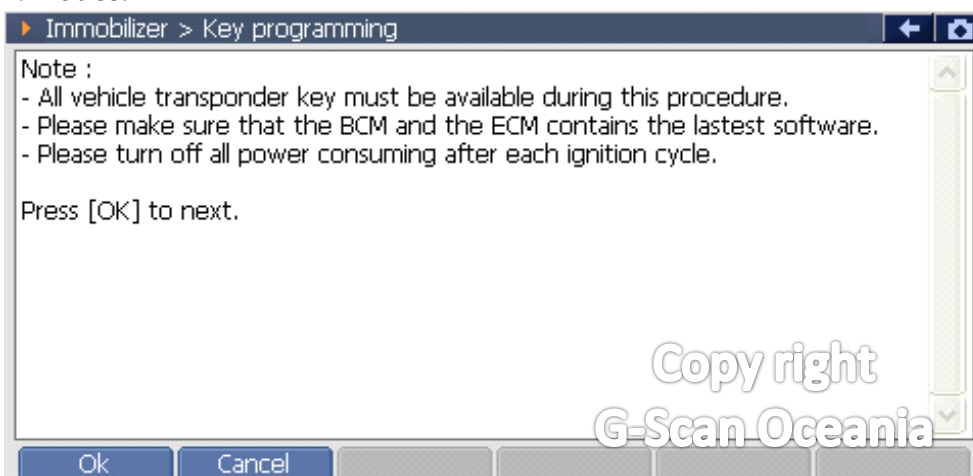 Immobilizer > Key programming
Note :
- All vehicle transponder key must be available during this procedure.
- Please make sure that the BCM and the ECM contains the lastest software.
- Please turn off all power consuming after each ignition cycle.
Press [OK] to next.
Copy right
G-Scan Oceania
Ok Cancel